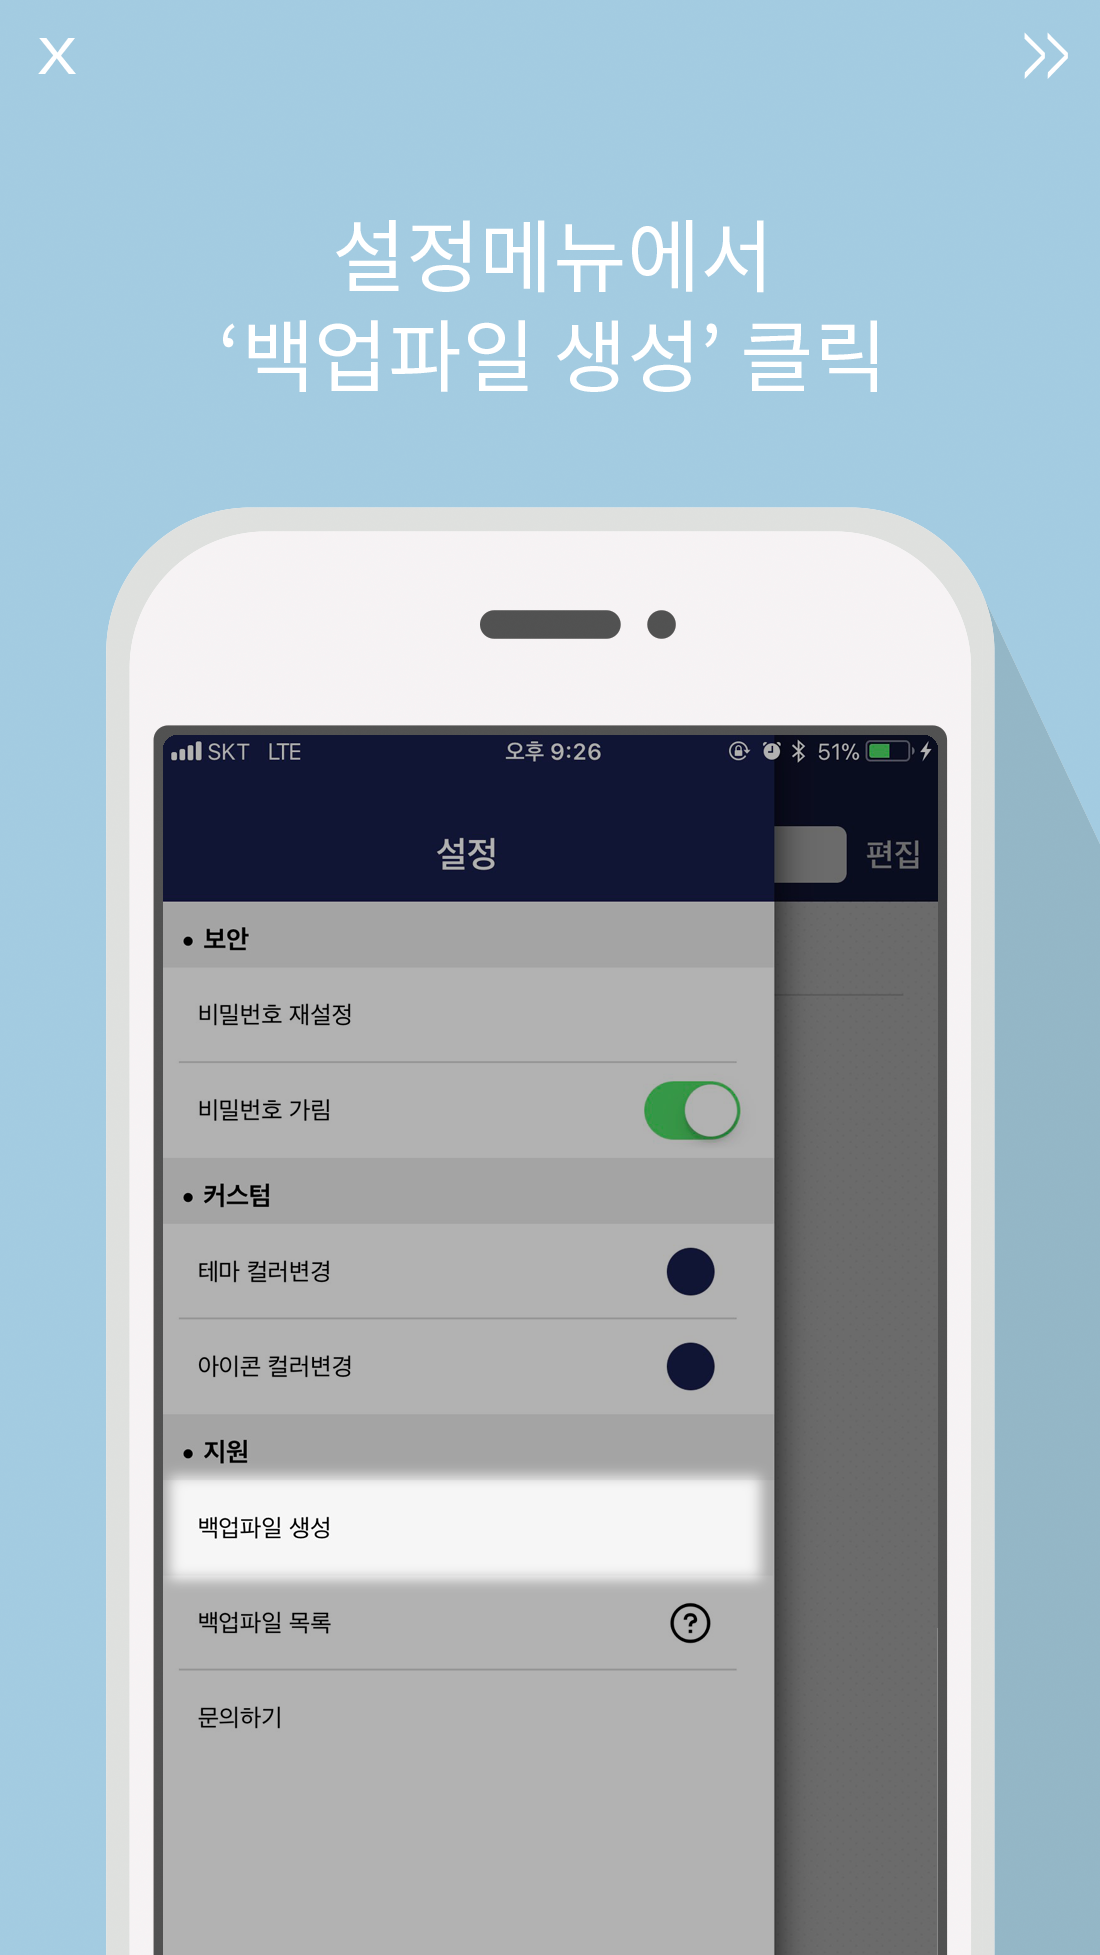 X
설정메뉴에서
‘백업파일 생성’ 클릭
SKT LTE 오후 9:26 51%
설정 편집
• 보안
비밀번호 재설정
비밀번호 가림
• 커스텀
테마 컬러변경
아이콘 컬러변경
• 지원
백업파일 생성
백업파일 목록 ?
문의하기